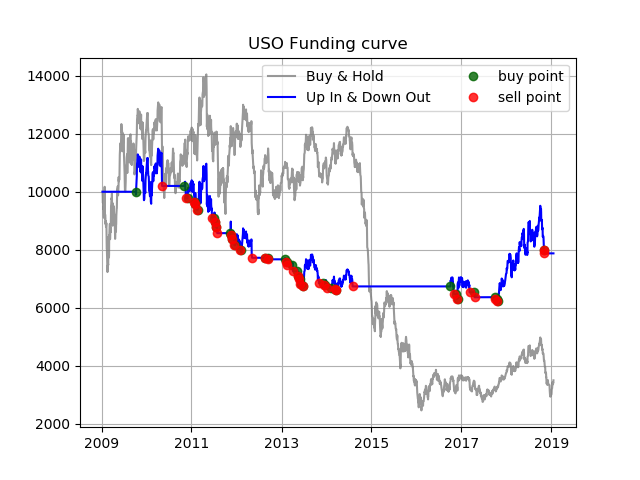 USO Funding curve
Buy & Hold
Up In & Down Out
buy point
sell point
14000
12000
10000
8000
6000
4000
2000
2009 2011 2013 2015 2017 2019